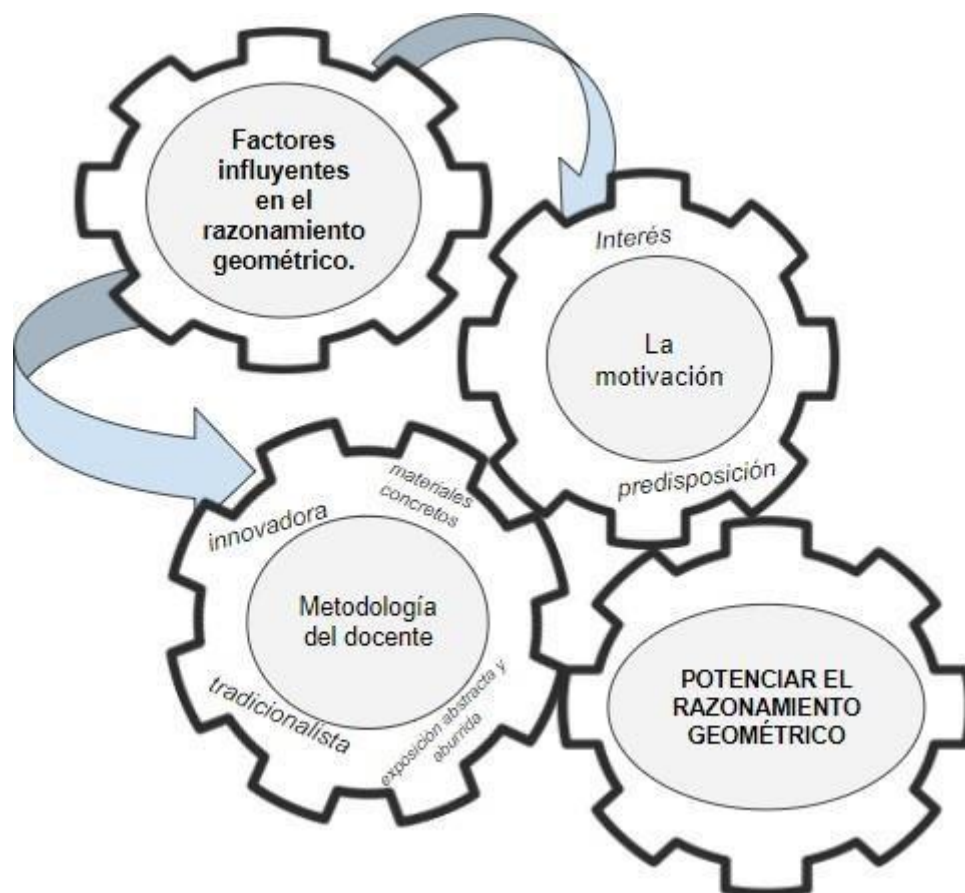 Factores
influyentes
en el
razonamiento
geométrico.
Interés
La
motivación
predisposición
innovadora
materiales
concretos
Metodología
del docente
tradicionalista
exposicion abstracta y
aburrida
POTENCIAR EL
RAZONAMIENTO
GEOMÉTRICO